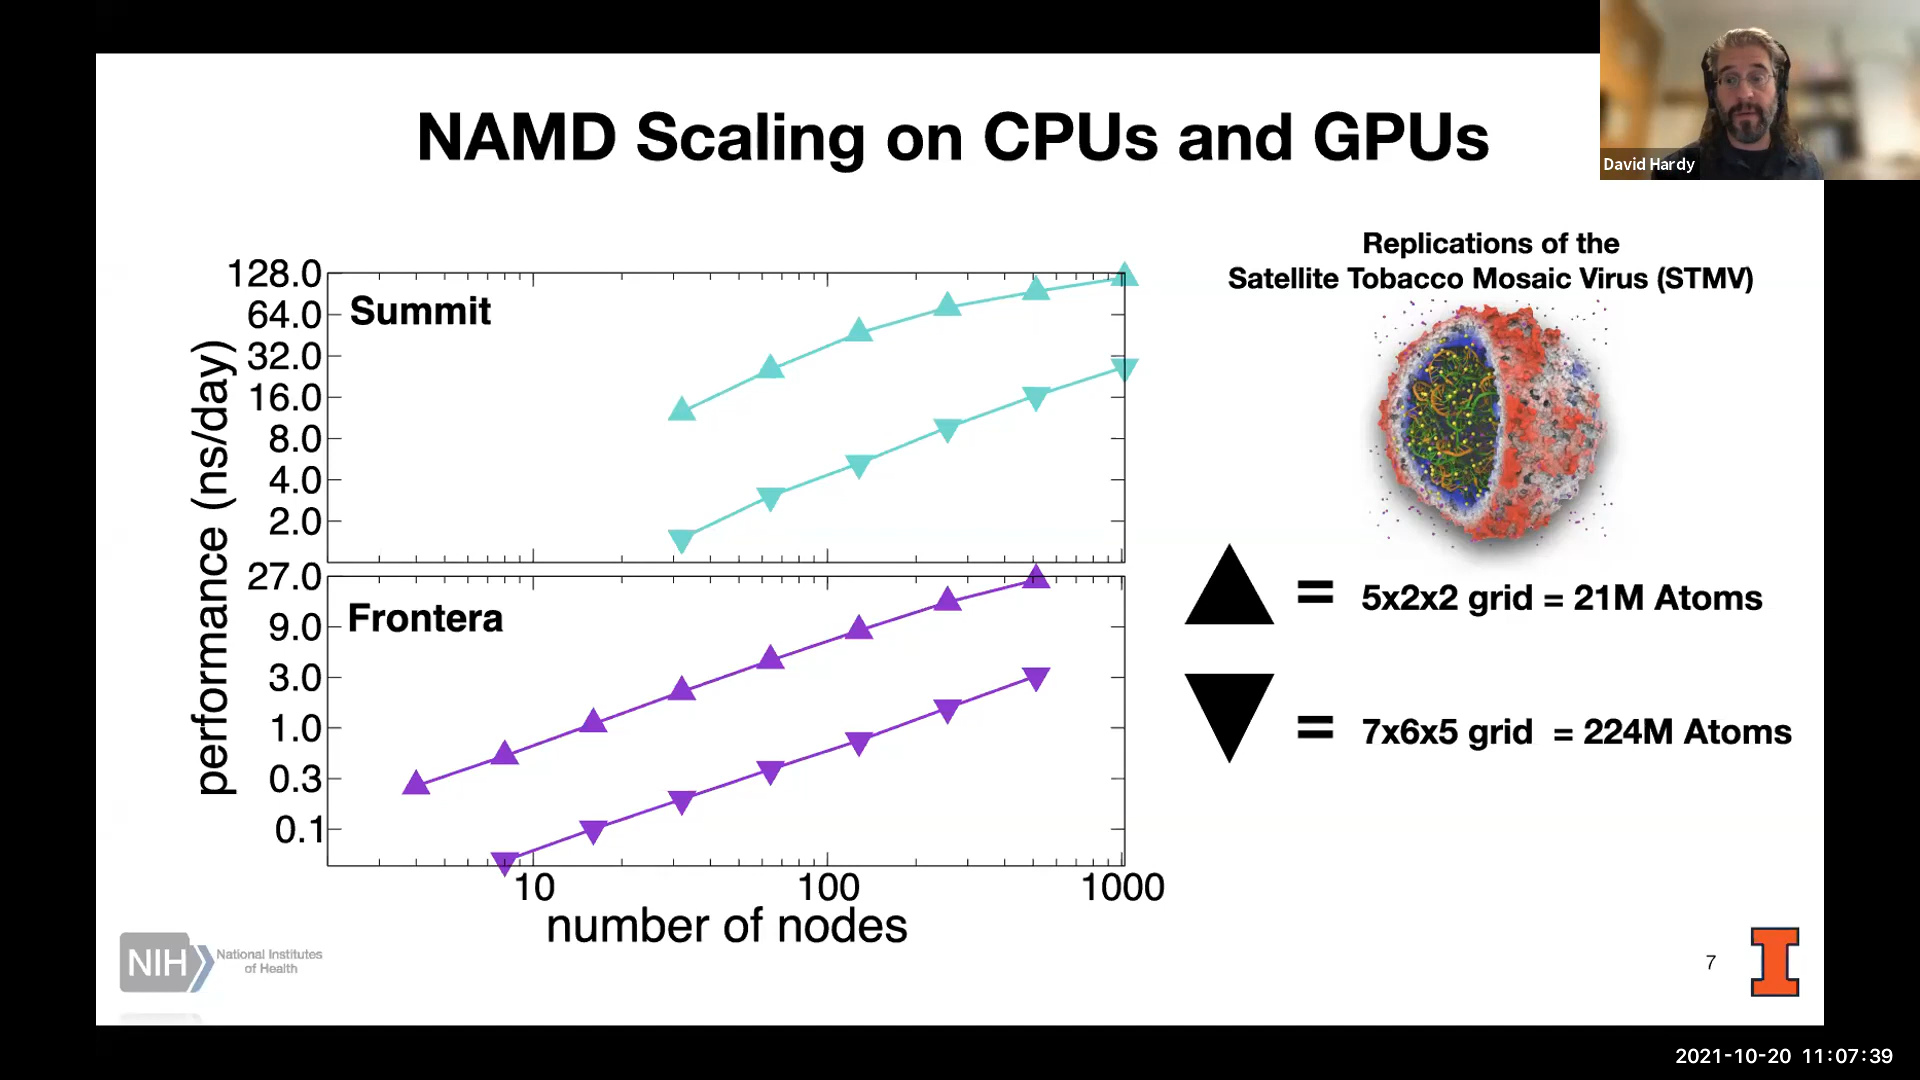 NAMD Scaling on CPUs and GPUs
David Hardy
Replications of the
Satellite Tobacco Mosaic Virus (STMV)
performance (ns/day)
Summit
128.0
64.0
32.0
16.0
8.0
4.0
2.0
Frontera
27.0
9.0
3.0
1.0
0.3
0.1
10
100
1000
number of nodes
= 5x2x2 grid = 21M Atoms
= 7x6x5 grid = 224M Atoms
NIH National Institutes
of Health
7
I
2021-10-20 11:07:39